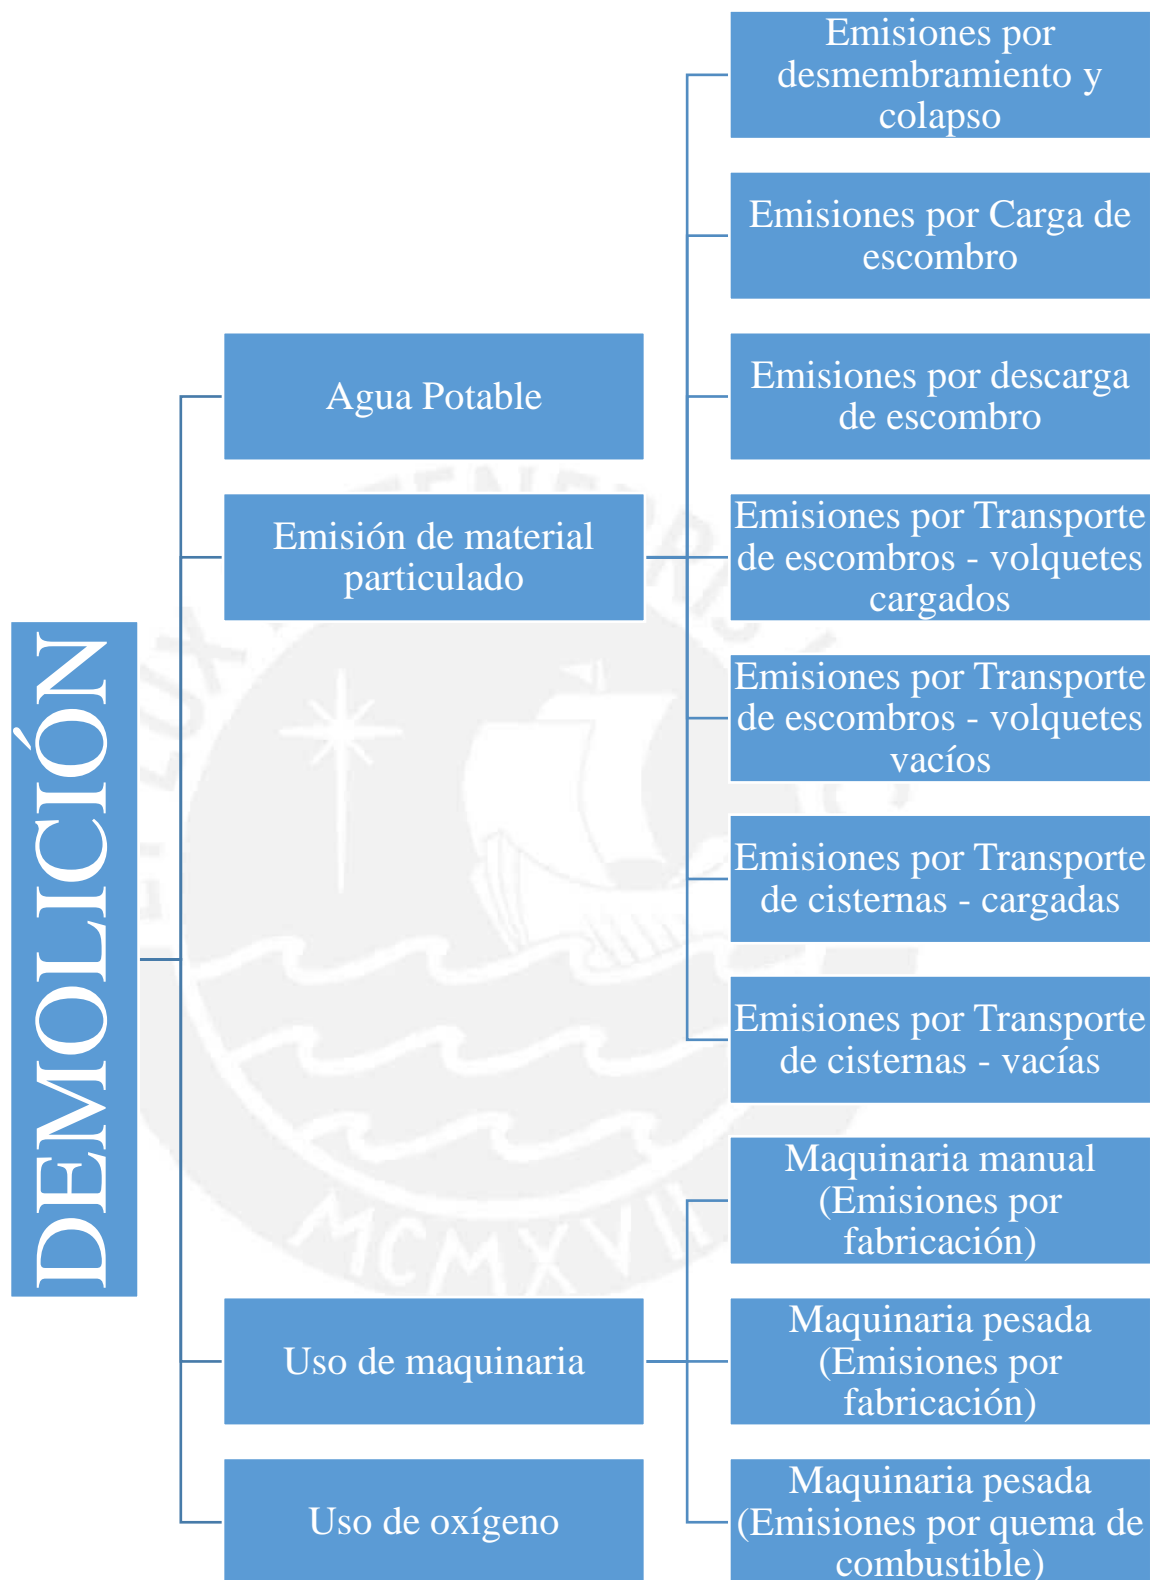 DEMOLICIÓN
Agua Potable
Emisión de material
particulado
Emisiones por
desmembramiento y
colapso
Emisiones por Carga de
escombro
Emisiones por descarga
de escombro
Emisiones por Transporte
de escombros - volquetes
cargados
Emisiones por Transporte
de escombros - volquetes
vacíos
Emisiones por Transporte
de cisternas - cargadas
Emisiones por Transporte
de cisternas - vacías
Uso de maquinaria
Maquinaria manual
(Emisiones por
fabricación)
Maquinaria pesada
(Emisiones por
fabricación)
Maquinaria pesada
(Emisiones por quema de
combustible)
Uso de oxígeno
MCMXVII